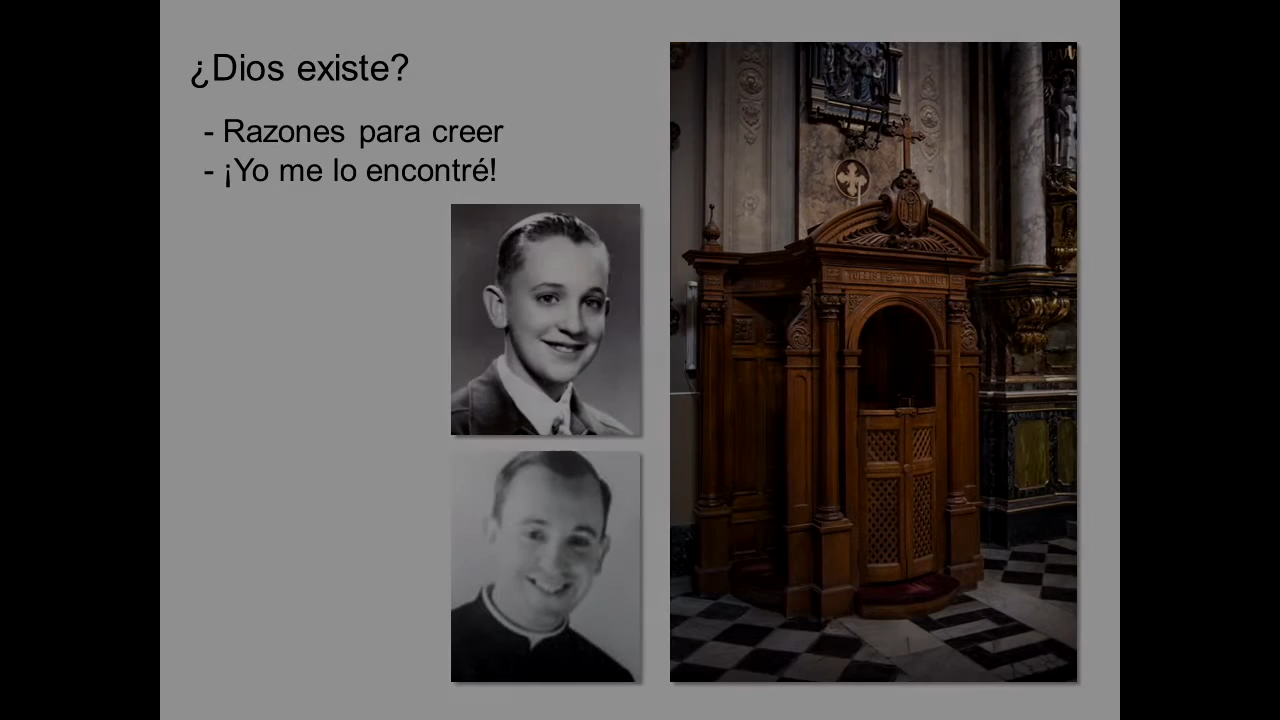 ¿Dios existe?
- Razones para creer
- ¡Yo me lo encontré!